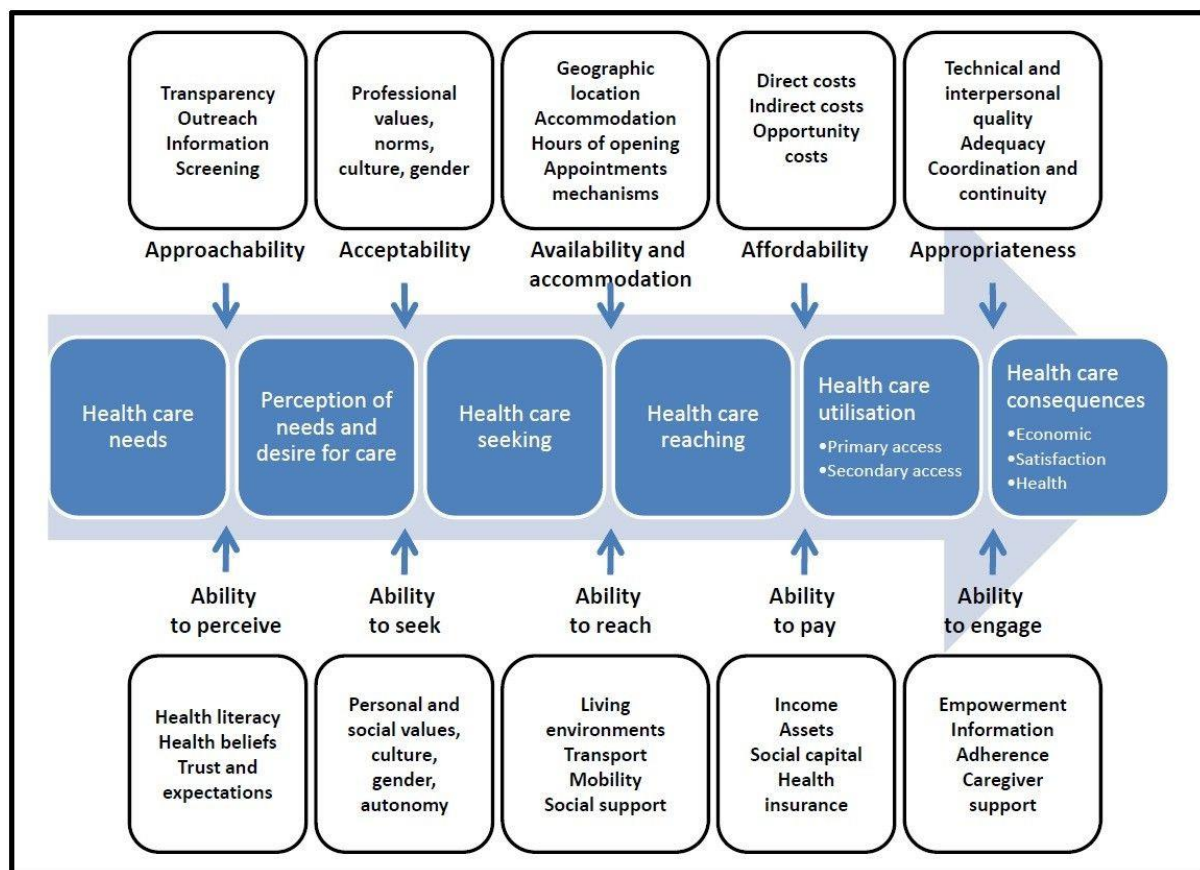 Transparency
Outreach
Information
Screening
Professional
values,
norms,
culture, gender
Geographic
location
Accommodation
Hours of opening
Appointments
mechanisms
Direct costs
Indirect costs
Opportunity
costs
Technical and
interpersonal
quality
Adequacy
Coordination and
continuity
Approachability
Acceptability
Availability and
accommodation
Affordability
Appropriateness
Health care
needs
Perception of
needs and
desire for care
Health care
seeking
Health care
reaching
Health care
utilisation
•Primary access
•Secondary access
Health care
consequences
•Economic
•Satisfaction
•Health
Ability
to perceive
Ability
to seek
Ability
to reach
Ability
to pay
Ability
to engage
Health literacy
Health beliefs
Trust and
expectations
Personal and
social values,
culture,
gender,
autonomy
Living
environments
Transport
Mobility
Social support
Income
Assets
Social capital
Health
insurance
Empowerment
Information
Adherence
Caregiver
support